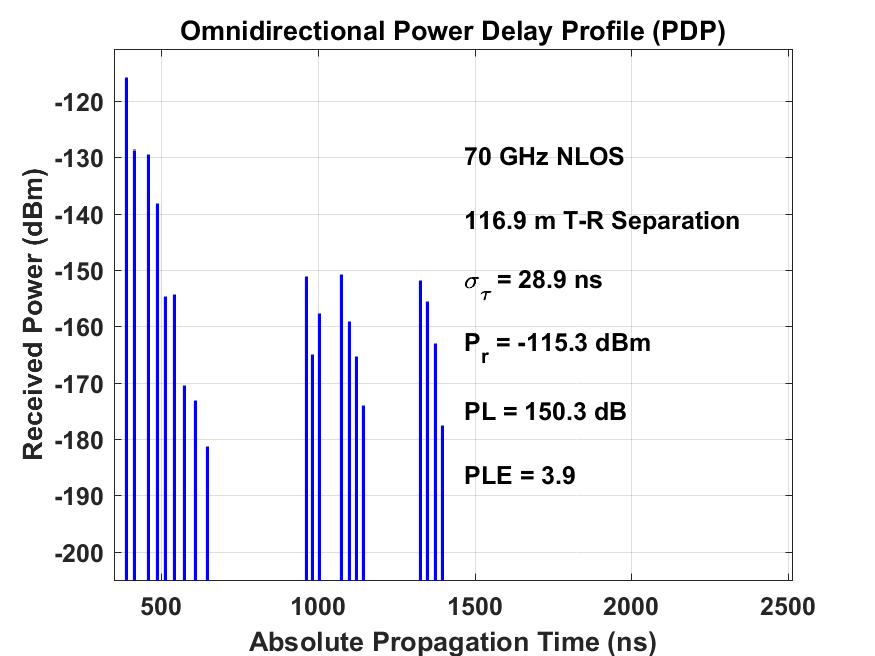 Omnidirectional Power Delay Profile (PDP)
Received Power (dBm)
-120
-130
-140
-150
-160
-170
-180
-190
-200
70 GHz NLOS
116.9 m T-R Separation
σ_τ = 28.9 ns
P_r = -115.3 dBm
PL = 150.3 dB
PLE = 3.9
500 1000 1500 2000 2500
Absolute Propagation Time (ns)